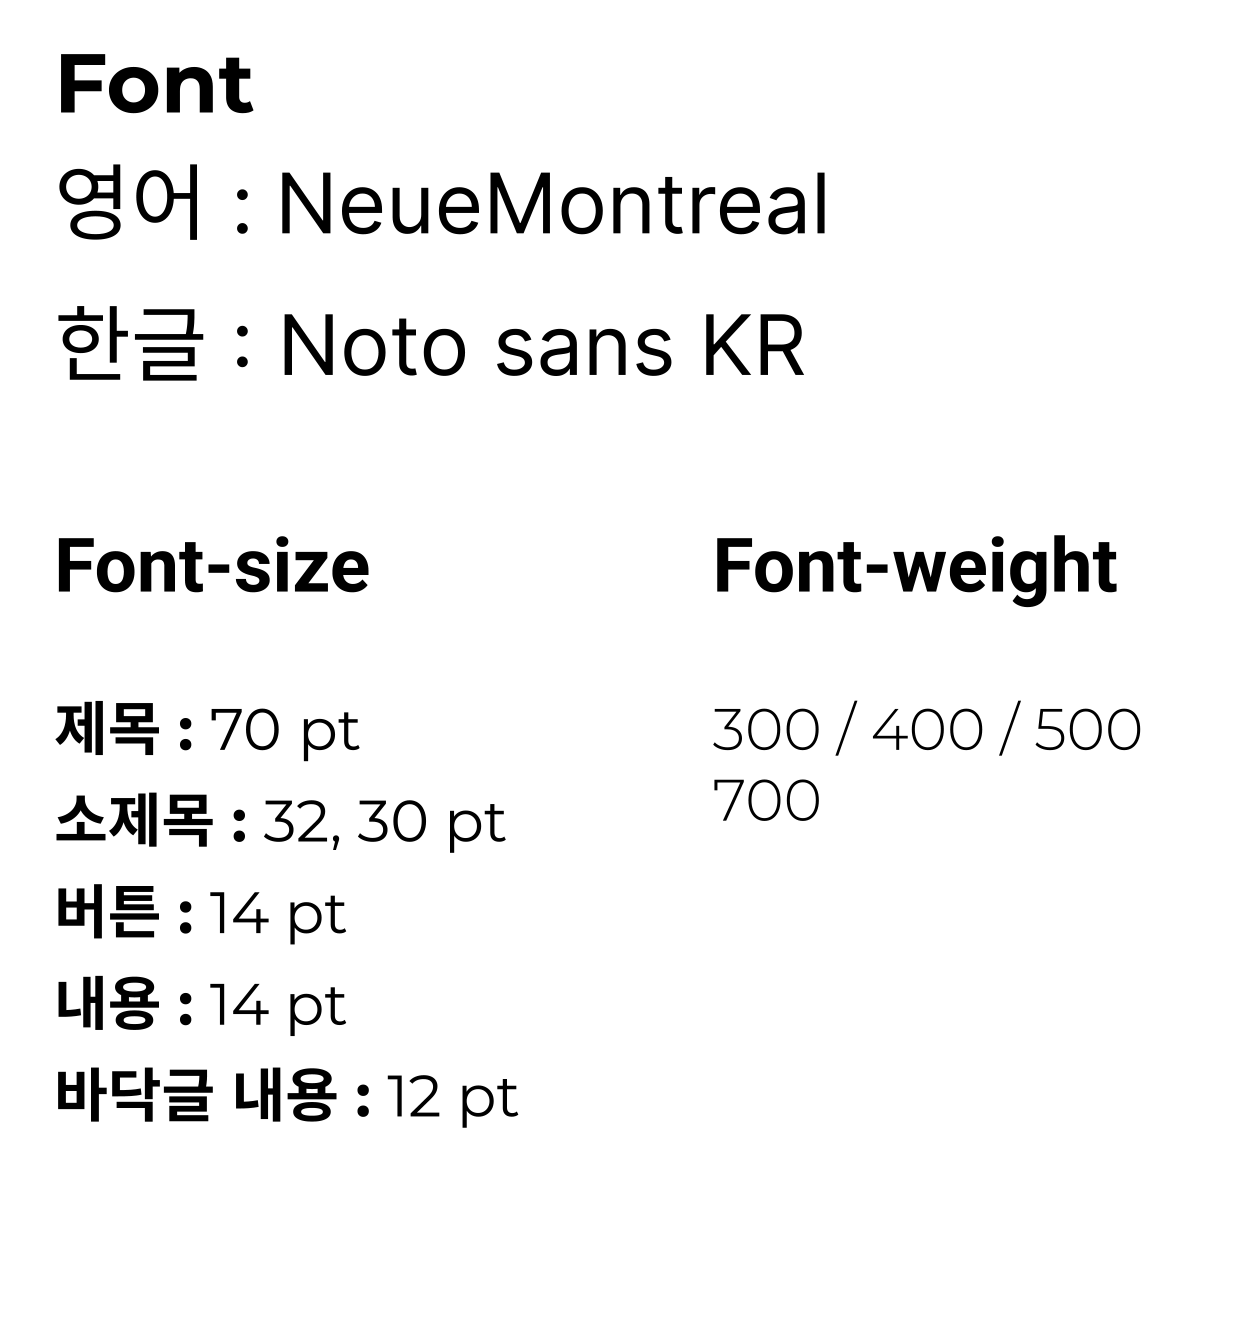 Font
영어 : NeueMontreal
한글 : Noto sans KR
Font-size
제목 : 70 pt
소제목 : 32, 30 pt
버튼 : 14 pt
내용 : 14 pt
바닥글 내용 : 12 pt
Font-weight
300 / 400 / 500
700